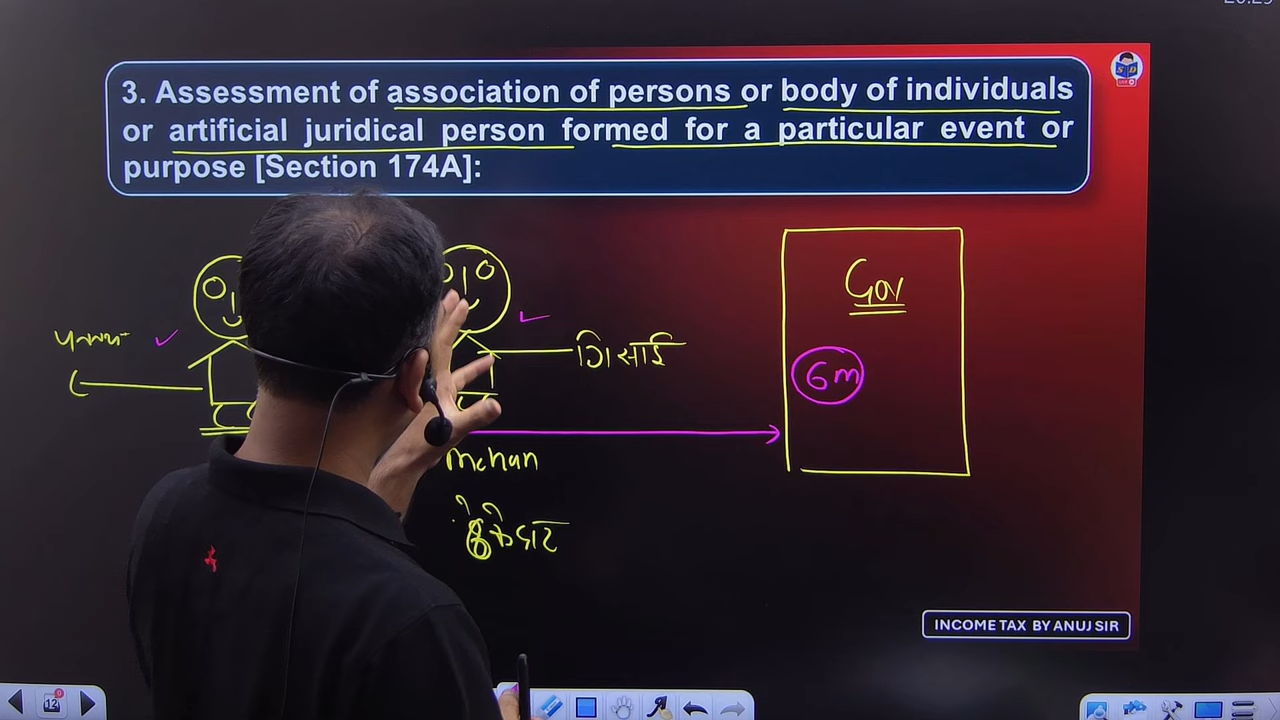 3. Assessment of association of persons or body of individuals
or artificial juridical person formed for a particular event or
purpose [Section 174A]:
Gov
6m
Mohan
INCOME TAX BY ANUJ SIR
12